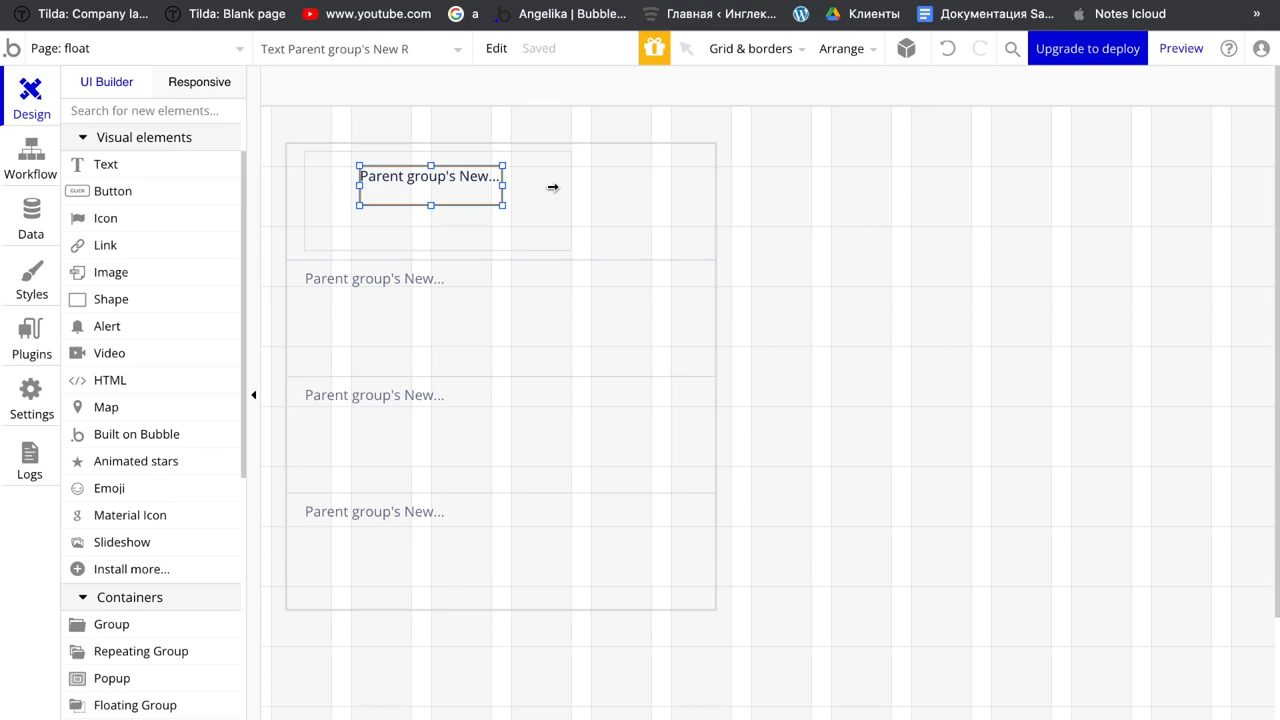 Tilda: Company la...
Tilda: Blank page
www.youtube.com
a
Angelika | Bubble...
Главная ‹ Инглек...
Клиенты
Документация Sa...
Notes Icloud
»
Page: float
Text Parent group's New R
Edit
Saved
Grid & borders
Arrange
Upgrade to deploy
Preview
Design
UI Builder
Responsive
Search for new elements...
Visual elements
Text
CLICK
Button
Workflow
Icon
Link
Data
Image
Shape
Styles
Alert
Video
Plugins
HTML
Map
Settings
Built on Bubble
Animated stars
Logs
Emoji
Material Icon
Slideshow
Install more...
Containers
Group
Repeating Group
Popup
Floating Group
Parent group's New...
Parent group's New...
Parent group's New...
Parent group's New...